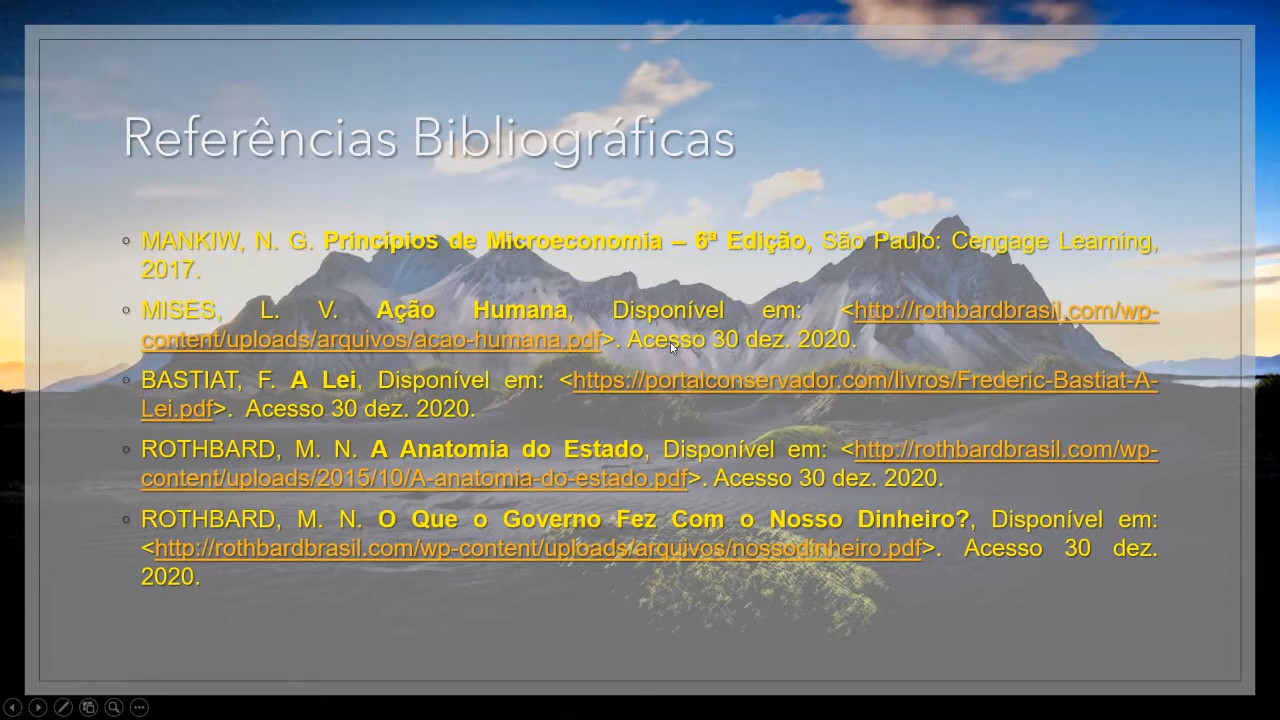 Referências Bibliográficas
MANKIW, N. G. Princípios de Microeconomia – 6ª Edição, São Paulo: Cengage Learning,
2017.
MISES, L. V. Ação Humana, Disponível em: <http://rothbardbrasil.com/wp-
content/uploads/arquivos/acao-humana.pdf>. Acesso 30 dez. 2020.
BASTIAT, F. A Lei, Disponível em: <https://portalconservador.com/livros/Frederic-Bastiat-A-
Lei.pdf>. Acesso 30 dez. 2020.
ROTHBARD, M. N. A Anatomia do Estado, Disponível em: <http://rothbardbrasil.com/wp-
content/uploads/2015/10/A-anatomia-do-estado.pdf>. Acesso 30 dez. 2020.
ROTHBARD, M. N. O Que o Governo Fez Com o Nosso Dinheiro?, Disponível em:
<http://rothbardbrasil.com/wp-content/uploads/arquivos/nossodinheiro.pdf>. Acesso 30 dez.
2020.